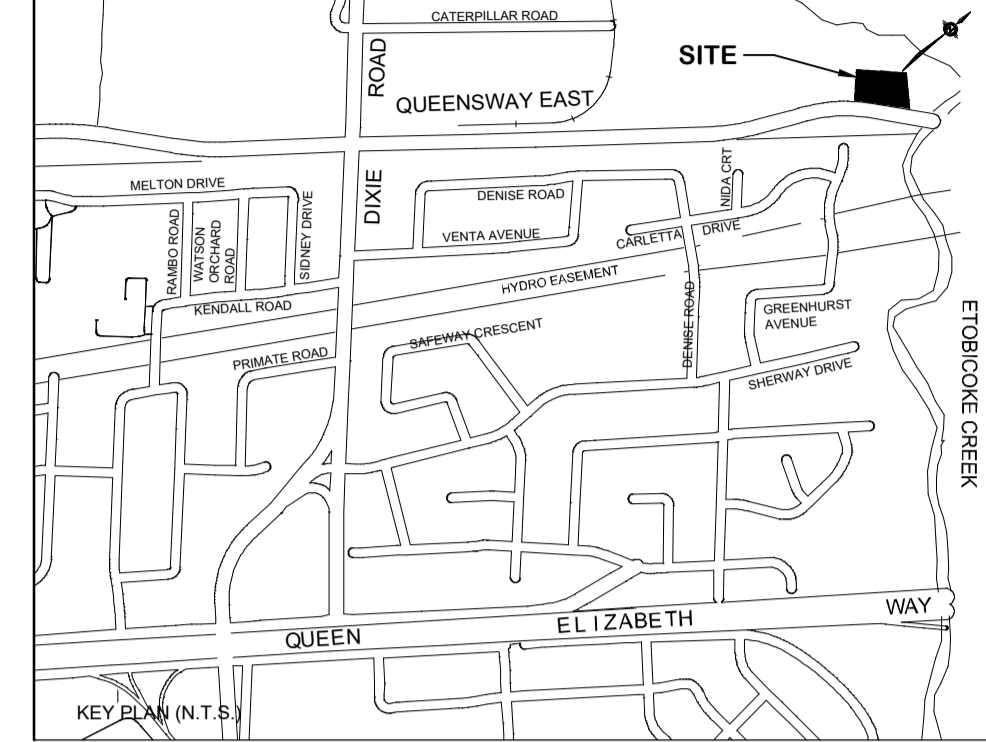 CATERPILLAR ROAD
SITE
ROAD
QUEENSWAY EAST
MELTON DRIVE
DIXIE
DENISE ROAD
NIDA CRT
RAMBO ROAD
WATSON
ORCHARD
ROAD
SIDNEY DRIVE
VENTA AVENUE
CARLETTA DRIVE
HYDRO EASEMENT
KENDALL ROAD
DENISE ROAD
GREENHURST
AVENUE
ETOBICOKE CREEK
SAFEWAY CRESCENT
PRIMATE ROAD
SHERWAY DRIVE
QUEEN ELIZABETH WAY
KEY PLAN (N.T.S.)